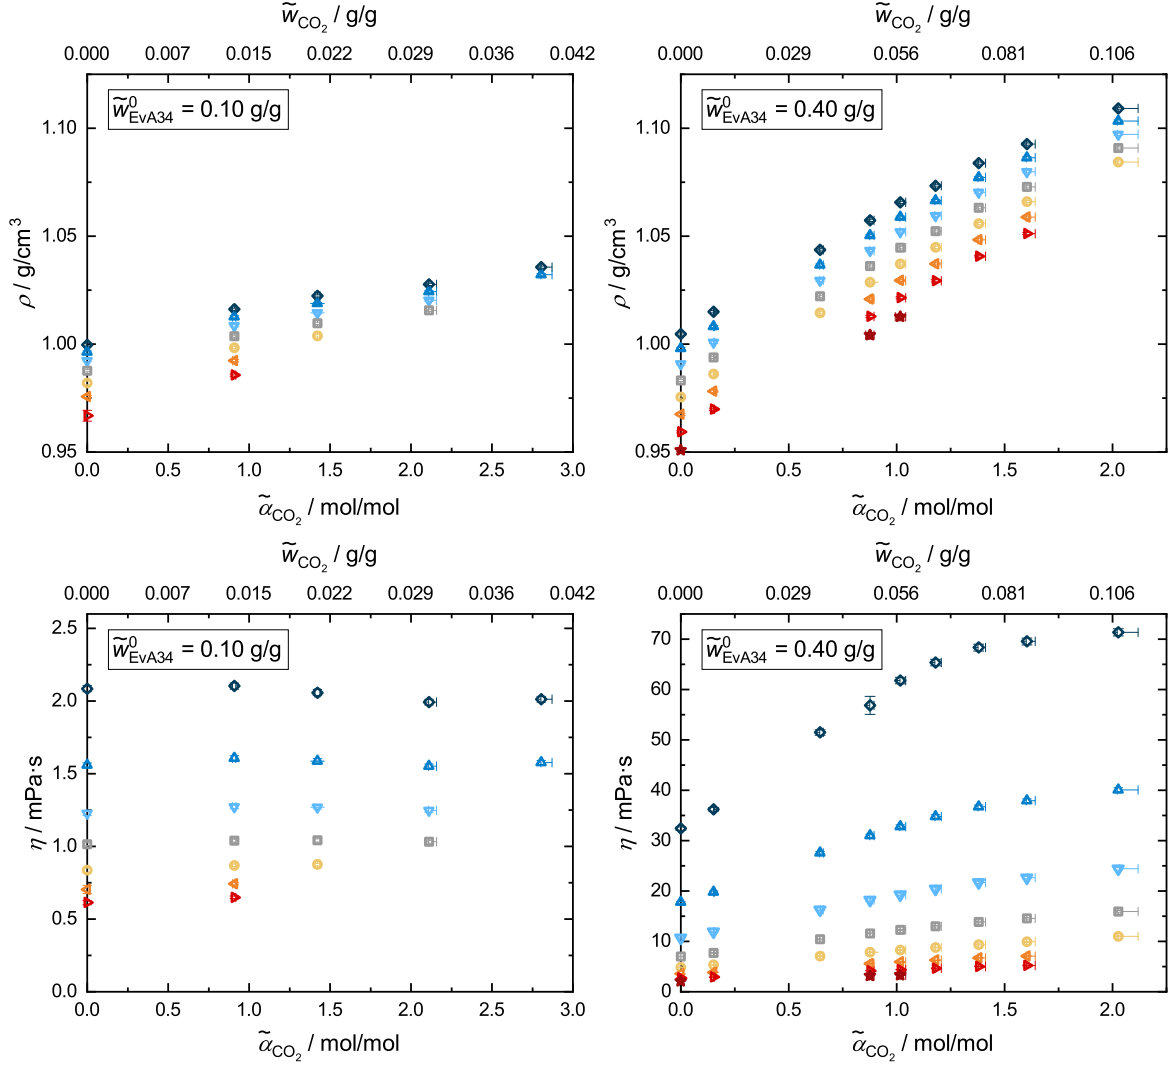 w̃CO₂ / g/g
0.000 0.007 0.015 0.022 0.029 0.036 0.042
w̃⁰EvA34 = 0.10 g/g
1.10
1.05
1.00
0.95
ρ / g/cm³
0.0 0.5 1.0 1.5 2.0 2.5 3.0
α̃CO₂ / mol/mol
w̃CO₂ / g/g
0.000 0.029 0.056 0.081 0.106
w̃⁰EvA34 = 0.40 g/g
1.10
1.05
1.00
0.95
ρ / g/cm³
0.0 0.5 1.0 1.5 2.0
α̃CO₂ / mol/mol
w̃CO₂ / g/g
0.000 0.007 0.015 0.022 0.029 0.036 0.042
w̃⁰EvA34 = 0.10 g/g
2.5
2.0
1.5
1.0
0.5
0.0
η / mPa·s
0.0 0.5 1.0 1.5 2.0 2.5 3.0
α̃CO₂ / mol/mol
w̃CO₂ / g/g
0.000 0.029 0.056 0.081 0.106
w̃⁰EvA34 = 0.40 g/g
70
60
50
40
30
20
10
0
η / mPa·s
0.0 0.5 1.0 1.5 2.0
α̃CO₂ / mol/mol